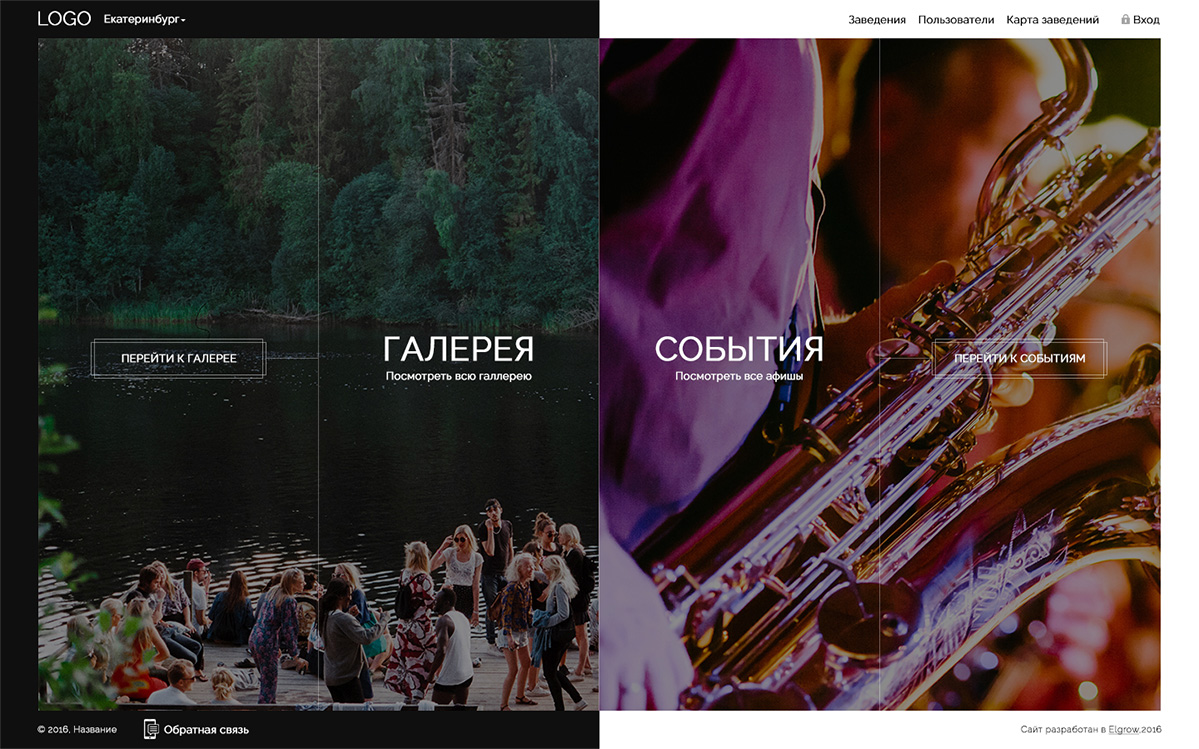 LOGO Екатеринбург
Заведения Пользователи Карта заведений Вход
ГАЛЕРЕЯ
Посмотреть всю галлерею
ПЕРЕЙТИ К ГАЛЕРЕЕ
СОБЫТИЯ
Посмотреть все афишы
ПЕРЕЙТИ К СОБЫТИЯМ
© 2016, Название
Обратная связь
Сайт разработан в Elgrow.2016